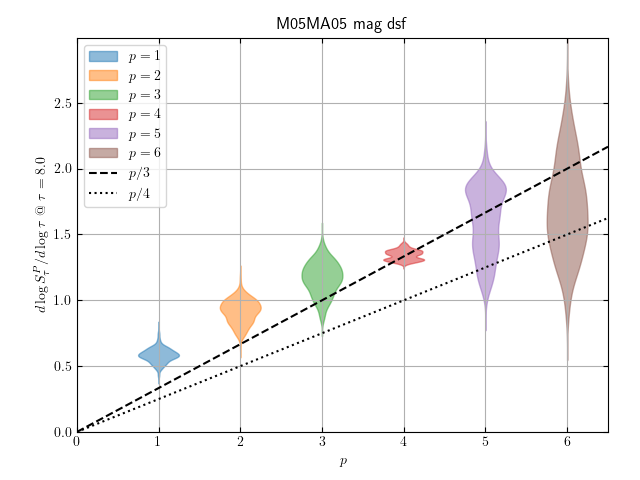 M05MA05 mag dsf
d log S_τ^P / d log τ @ τ = 8.0
p = 1
p = 2
p = 3
p = 4
p = 5
p = 6
p/3
p/4
2.5
2.0
1.5
1.0
0.5
0.0
0 1 2 3 4 5 6
p